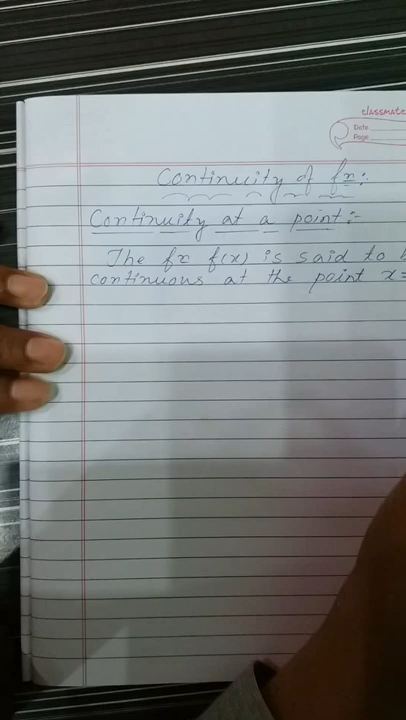 classmate
Date
Page
Continuity of fx:
Continuity at a point:-
The fx f(x) is said to b
continuous at the point x=